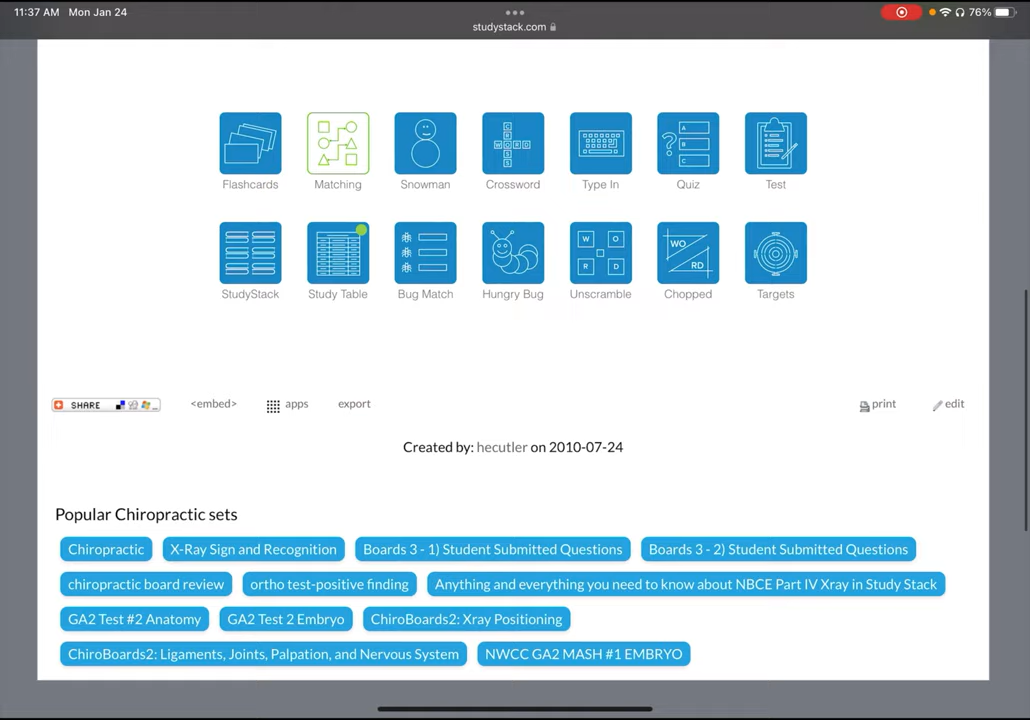 11:37 AM Mon Jan 24
76%
studystack.com
A
B
C
C
R
WORD
S
S
Flashcards Matching Snowman Crossword Type In Quiz Test
W O
R D
WO
RD
StudyStack Study Table Bug Match Hungry Bug Unscramble Chopped Targets
SHARE <embed> apps export print edit
Created by: hecutler on 2010-07-24
Popular Chiropractic sets
Chiropractic X-Ray Sign and Recognition Boards 3 - 1) Student Submitted Questions Boards 3 - 2) Student Submitted Questions
chiropractic board review ortho test-positive finding Anything and everything you need to know about NBCE Part IV Xray in Study Stack
GA2 Test #2 Anatomy GA2 Test 2 Embryo ChiroBoards2: Xray Positioning
ChiroBoards2: Ligaments, Joints, Palpation, and Nervous System NWCC GA2 MASH #1 EMBRYO